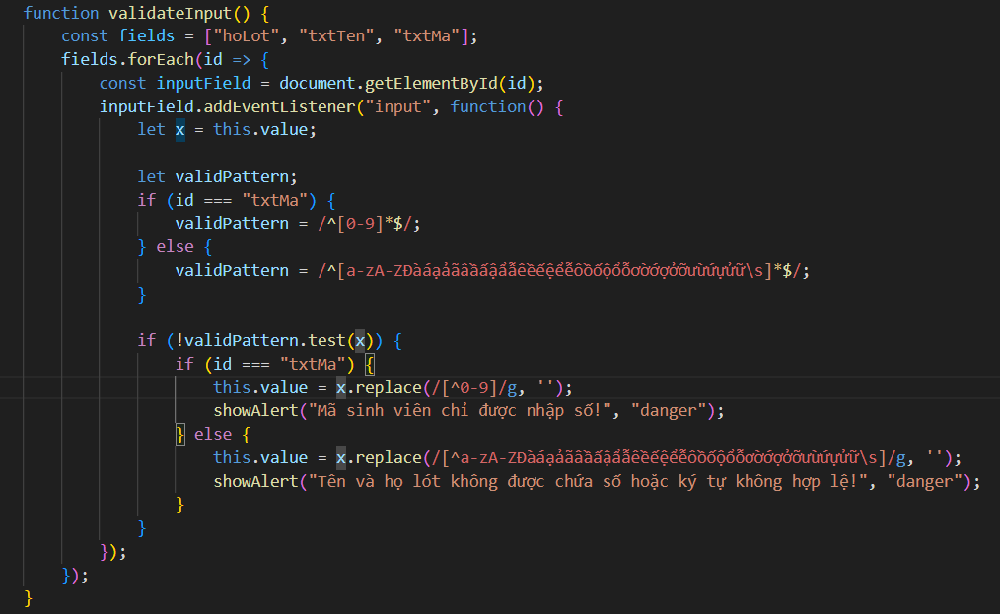 function validateInput() {
const fields = ["hoLot", "txtTen", "txtMa"];
fields.forEach(id => {
const inputField = document.getElementById(id);
inputField.addEventListener("input", function() {
let x = this.value;
let validPattern;
if (id === "txtMa") {
validPattern = /^[0-9]*$/;
} else {
validPattern = /^[a-zA-ZĐàáạảãâầấậẩẫêềếệểễôồốộổỗơờớợởỡưừứựửữ\s]*$/;
}
if (!validPattern.test(x)) {
if (id === "txtMa") {
this.value = x.replace(/[^0-9]/g, '');
showAlert("Mã sinh viên chỉ được nhập số!", "danger");
} else {
this.value = x.replace(/[^a-zA-ZĐàáạảãâầấậẩẫêềếệểễôồốộổỗơờớợởỡưừứựửữ\s]/g, '');
showAlert("Tên và họ lót không được chứa số hoặc ký tự không hợp lệ!", "danger");
}
}
});
});
}